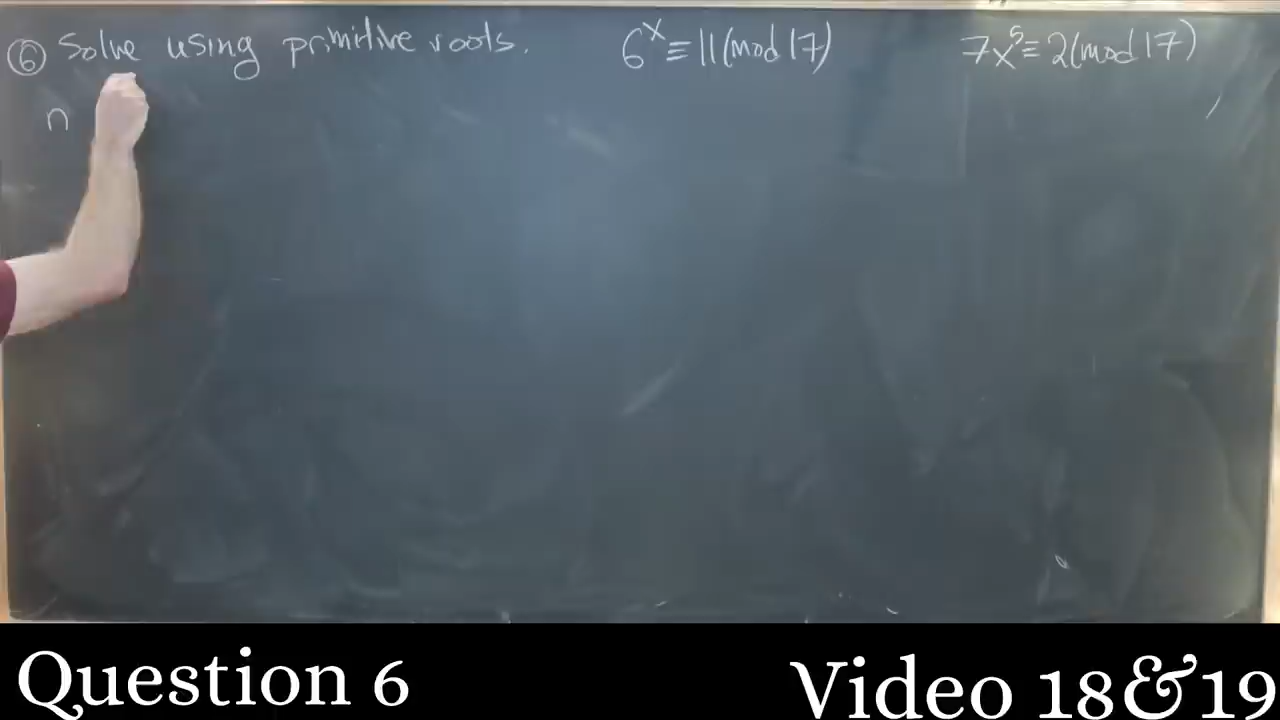 ⑥ Solve using primitive roots. 6^x ≡ 11 (mod 17) 7x^5 ≡ 2 (mod 17)
n
Question 6 Video 18&19